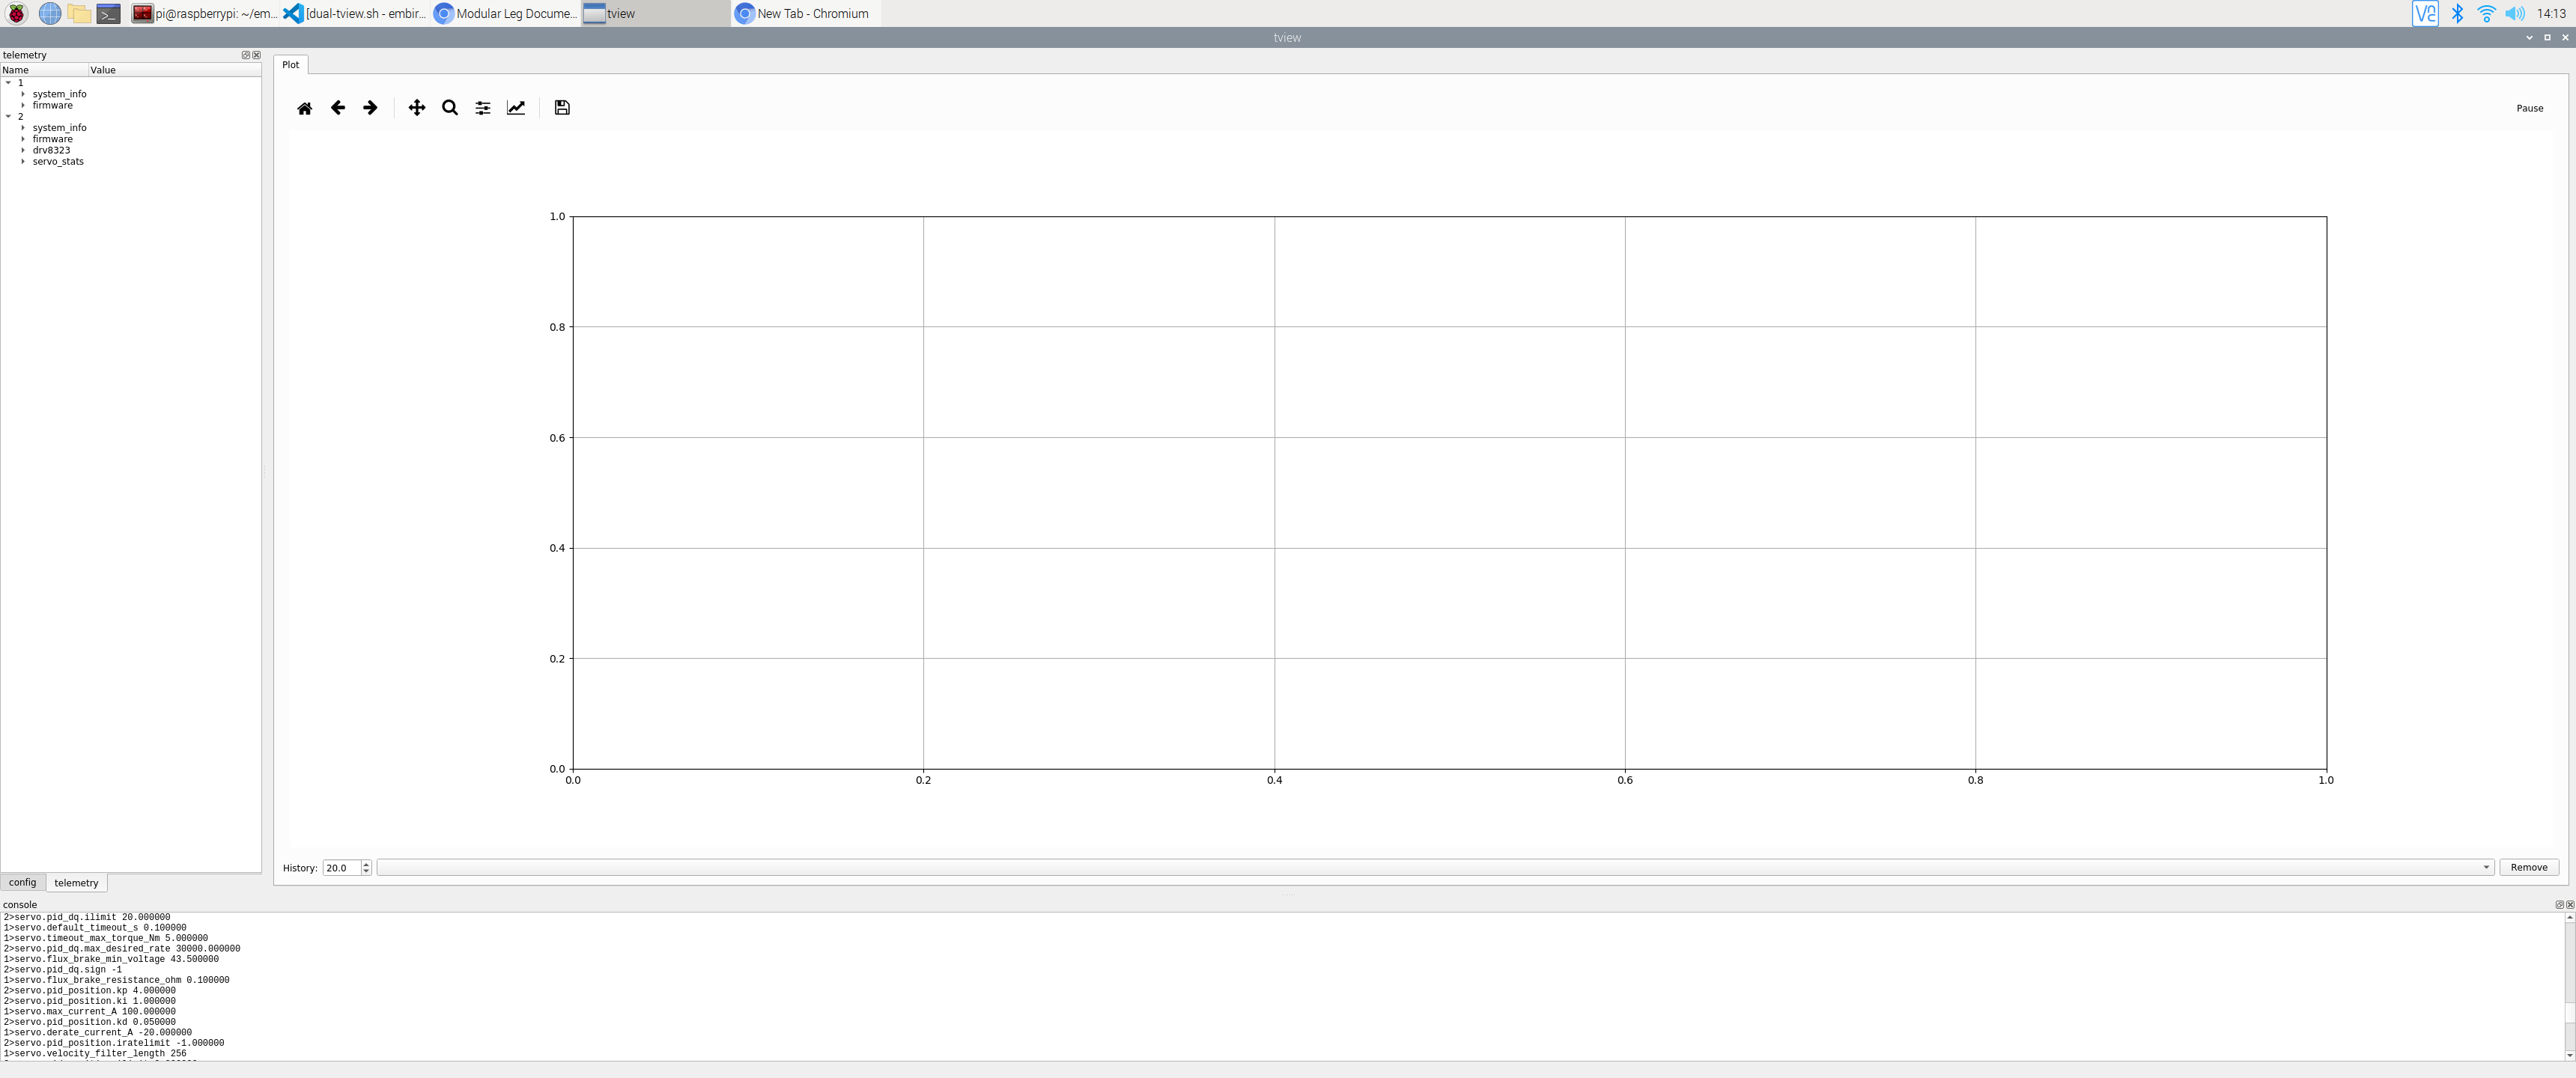 pi@raspberrypi: ~/em...
[dual-tview.sh - embir...
Modular Leg Docume...
tview
New Tab - Chromium
14:13
tview
telemetry
Name Value
1
system_info
firmware
2
system_info
firmware
drv8323
servo_stats
Plot
Pause
1.0
0.8
0.6
0.4
0.2
0.0
0.0 0.2 0.4 0.6 0.8 1.0
History: 20.0 Remove
config telemetry
console
2>servo.pid_dq.ilimit 20.000000
1>servo.default_timeout_s 0.100000
1>servo.timeout_max_torque_Nm 5.000000
2>servo.pid_dq.max_desired_rate 30000.000000
1>servo.flux_brake_min_voltage 43.500000
2>servo.pid_dq.sign -1
1>servo.flux_brake_resistance_ohm 0.100000
2>servo.pid_position.kp 4.000000
2>servo.pid_position.ki 1.000000
1>servo.max_current_A 100.000000
2>servo.pid_position.kd 0.050000
1>servo.derate_current_A -20.000000
2>servo.pid_position.iratelimit -1.000000
1>servo.velocity_filter_length 256